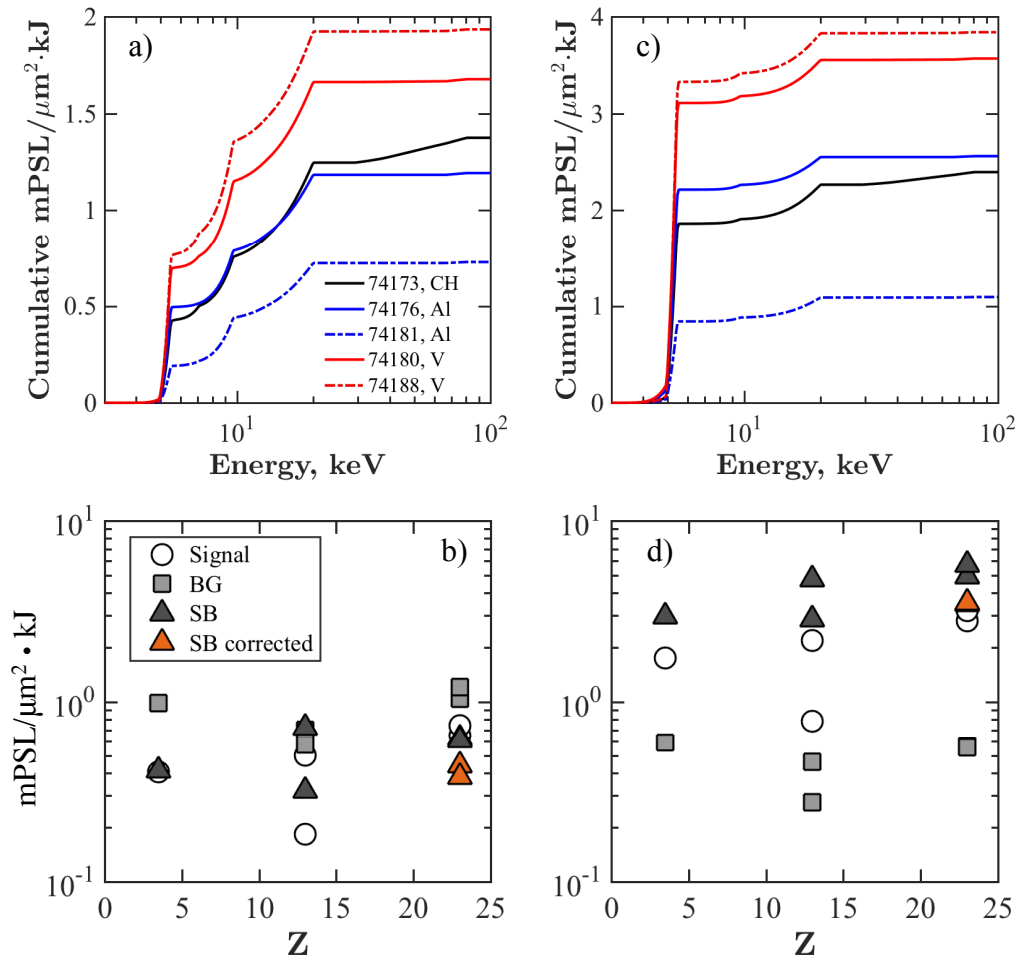 a)
2
1.5
1
0.5
0
10¹
10²
Cumulative mPSL/μm²·kJ
Energy, keV
74173, CH
74176, Al
74181, Al
74180, V
74188, V
c)
4
3
2
1
0
10¹
10²
Cumulative mPSL/μm²·kJ
Energy, keV
b)
10¹
10⁰
10⁻¹
0 5 10 15 20 25
mPSL/μm² • kJ
Z
Signal
BG
SB
SB corrected
d)
10¹
10⁰
10⁻¹
0 5 10 15 20 25
Z